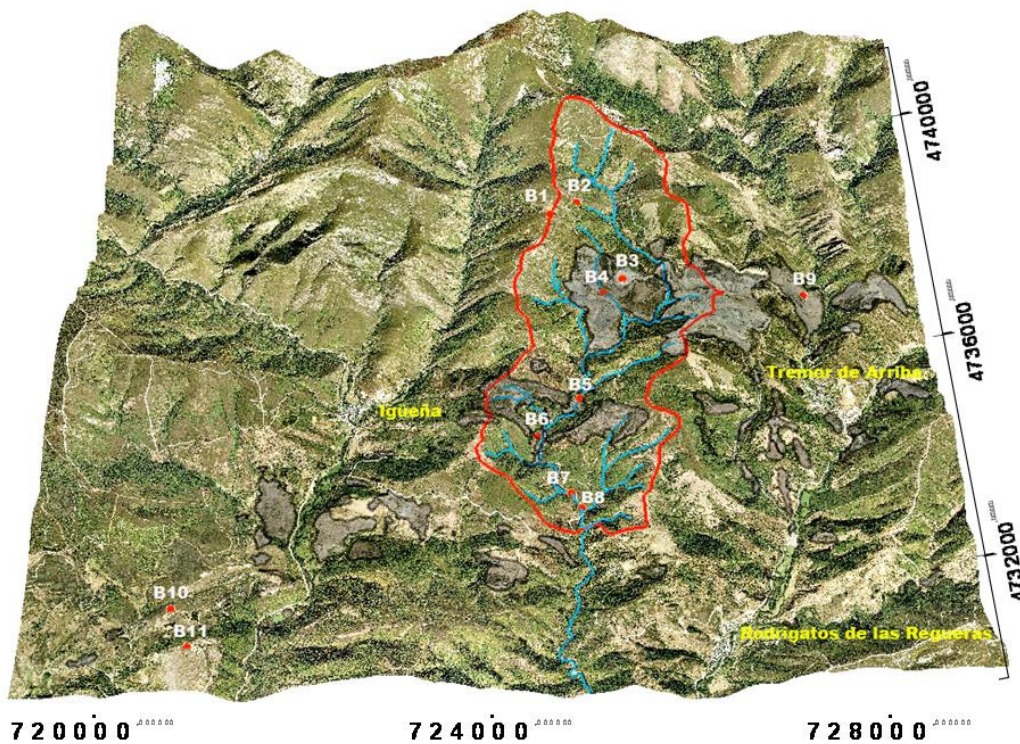 4740000
B1
B2
B3
B4
B9
4736000
Tremor de Arriba
B5
Igüeña
B6
B7
B8
4732000
B10
B11
Rodrigatos de las Regueras
720000
724000
728000